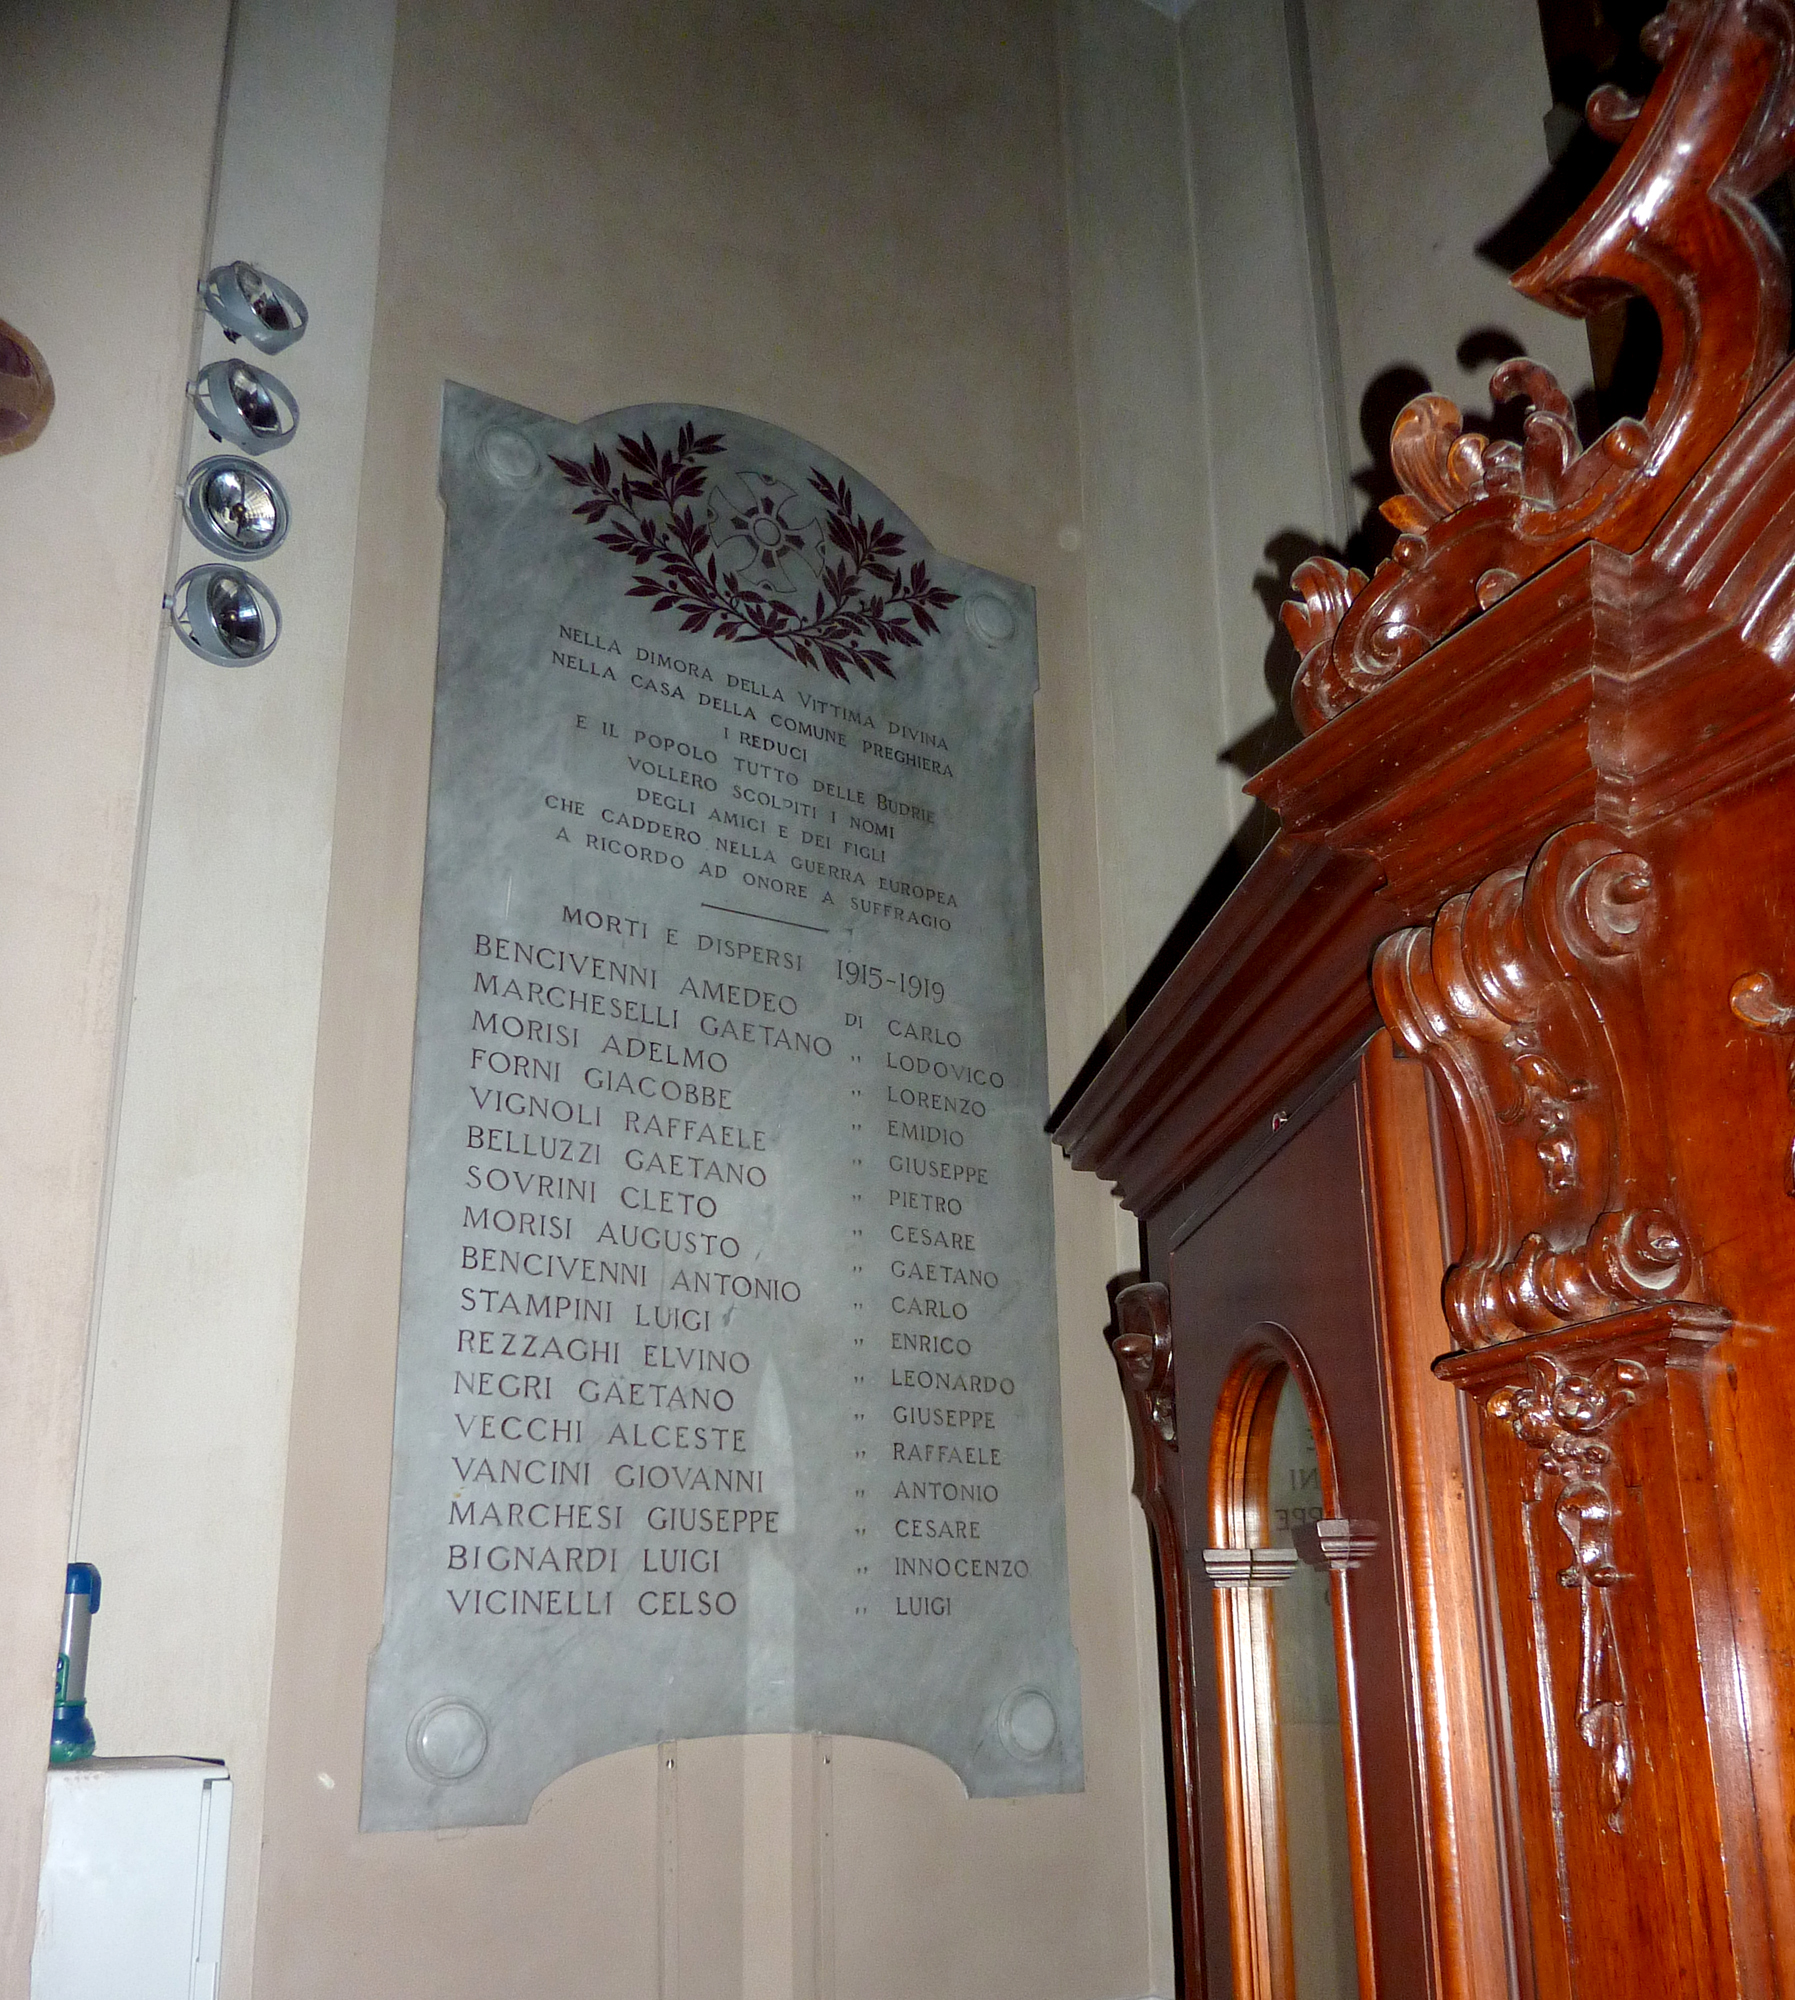 NELLA DIMORA DELLA VITTIMA DIVINA
NELLA CASA DELLA COMUNE PREGHIERA
I REDUCI
E IL POPOLO TUTTO DELLE BUDRIE
VOLLERO SCOLPITI I NOMI
DEGLI AMICI E DEI FIGLI
CHE CADDERO NELLA GUERRA EUROPEA
A RICORDO AD ONORE A SUFFRAGIO
MORTI E DISPERSI 1915-1919
BENCIVENNI AMEDEO DI CARLO
MARCHESELLI GAETANO " LODOVICO
MORISI ADELMO " LORENZO
FORNI GIACOBBE " EMIDIO
VIGNOLI RAFFAELE " GIUSEPPE
BELLUZZI GAETANO " PIETRO
SOVRINI CLETO " CESARE
MORISI AUGUSTO " GAETANO
BENCIVENNI ANTONIO " CARLO
STAMPINI LUIGI " ENRICO
REZZAGHI ELVINO " LEONARDO
NEGRI GAETANO " GIUSEPPE
VECCHI ALCESTE " RAFFAELE
VANCINI GIOVANNI " ANTONIO
MARCHESI GIUSEPPE " CESARE
BIGNARDI LUIGI " INNOCENZO
VICINELLI CELSO " LUIGI